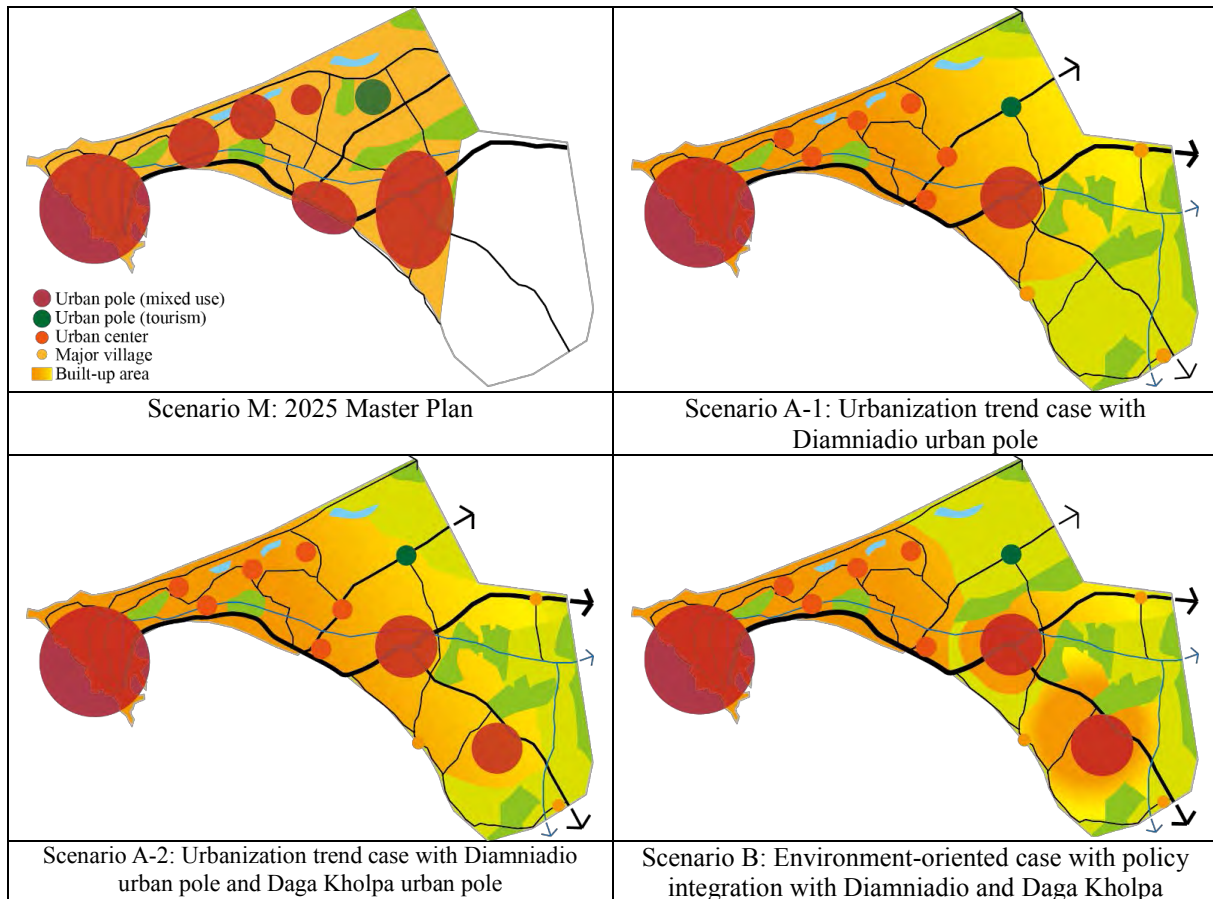 Urban pole (mixed use)
Urban pole (tourism)
Urban center
Major village
Built-up area
Scenario M: 2025 Master Plan
Scenario A-1: Urbanization trend case with
Diamniadio urban pole
Scenario A-2: Urbanization trend case with Diamniadio
urban pole and Daga Kholpa urban pole
Scenario B: Environment-oriented case with policy
integration with Diamniadio and Daga Kholpa